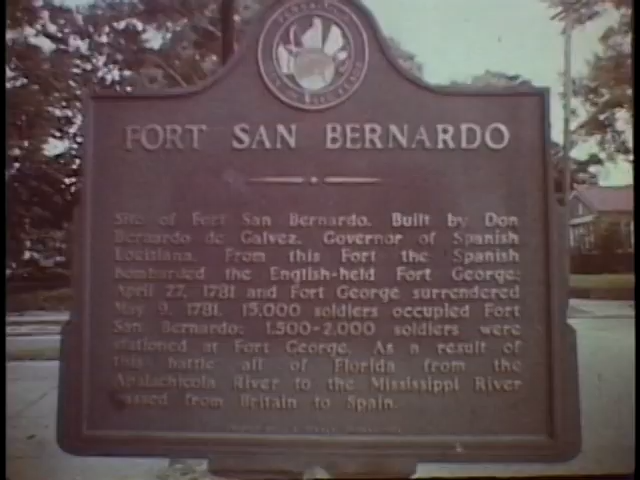 FORT SAN BERNARDO
Site of Fort San Bernardo. Built by Don
Bernardo de Galvez, Governor of Spanish
Louisiana. From this Fort the Spanish
bombarded the English-held Fort George;
April 27, 1781 and Fort George surrendered
May 9, 1781. 15,000 soldiers occupied Fort
San Bernardo; 1,500-2,000 soldiers were
stationed at Fort George. As a result of
this battle all of Florida from the
Apalachicola River to the Mississippi River
passed from Britain to Spain.